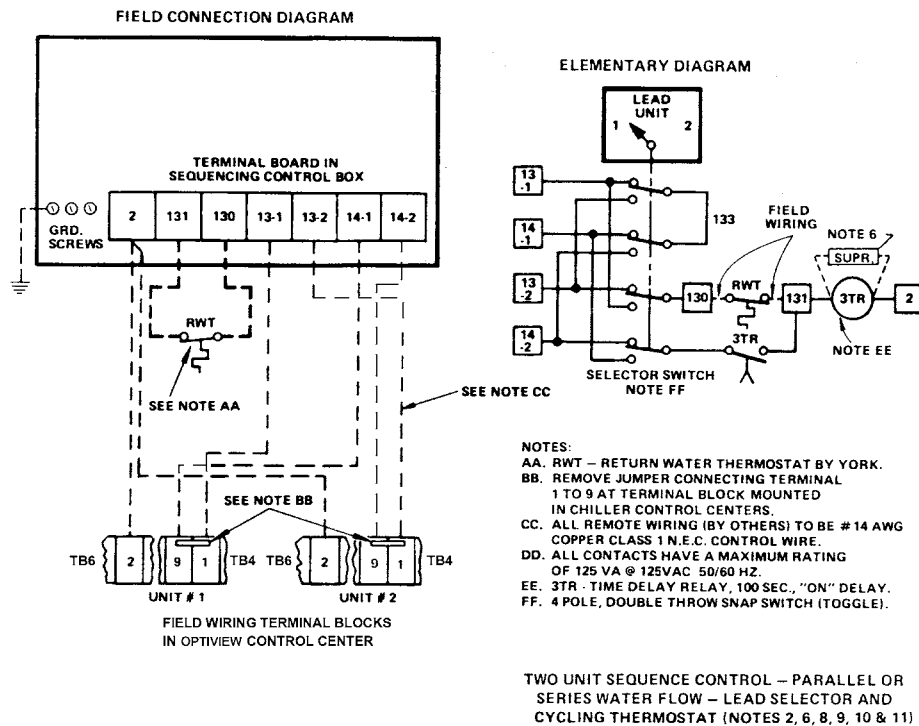 FIELD CONNECTION DIAGRAM
TERMINAL BOARD IN
SEQUENCING CONTROL BOX
GRD.
SCREWS
2 131 130 13-1 13-2 14-1 14-2
RWT
SEE NOTE AA
SEE NOTE CC
SEE NOTE BB
TB6 2 9 1 TB4 TB6 2 9 1 TB4
UNIT # 1 UNIT # 2
FIELD WIRING TERMINAL BLOCKS
IN OPTIVIEW CONTROL CENTER
ELEMENTARY DIAGRAM
LEAD
UNIT
1 2
13
-1
14
-1
13
-2
14
-2
133
FIELD
WIRING
NOTE 6
SUPR.
130 RWT 131 3TR 2
3TR
NOTE EE
SELECTOR SWITCH
NOTE FF
NOTES:
AA. RWT – RETURN WATER THERMOSTAT BY YORK.
BB. REMOVE JUMPER CONNECTING TERMINAL
1 TO 9 AT TERMINAL BLOCK MOUNTED
IN CHILLER CONTROL CENTERS.
CC. ALL REMOTE WIRING (BY OTHERS) TO BE # 14 AWG
COPPER CLASS 1 N.E.C. CONTROL WIRE.
DD. ALL CONTACTS HAVE A MAXIMUM RATING
OF 125 VA @ 125VAC 50/60 HZ.
EE. 3TR - TIME DELAY RELAY, 100 SEC., "ON" DELAY.
FF. 4 POLE, DOUBLE THROW SNAP SWITCH (TOGGLE).
TWO UNIT SEQUENCE CONTROL – PARALLEL OR
SERIES WATER FLOW – LEAD SELECTOR AND
CYCLING THERMOSTAT (NOTES 2, 6, 8, 9, 10 & 11)